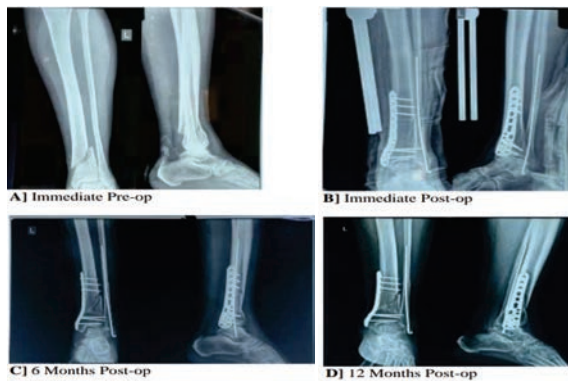 L
A] Immediate Pre-op
B] Immediate Post-op
L
C] 6 Months Post-op
L
D] 12 Months Post-op